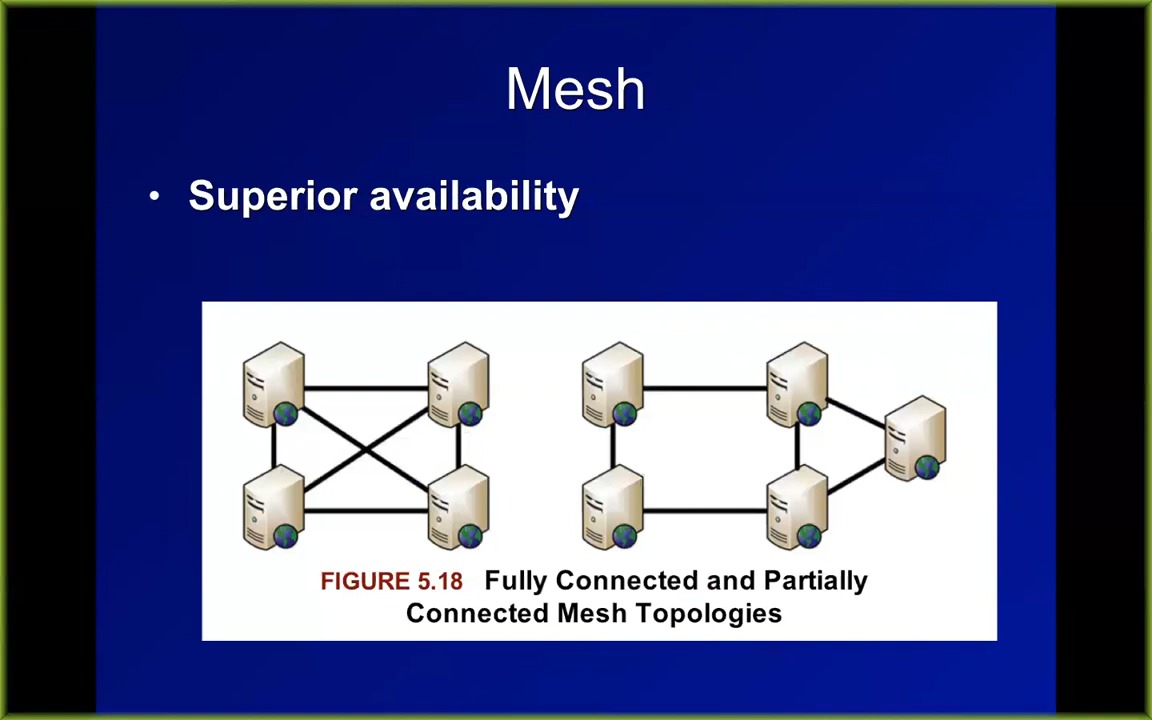 Mesh
• Superior availability
FIGURE 5.18 Fully Connected and Partially
Connected Mesh Topologies